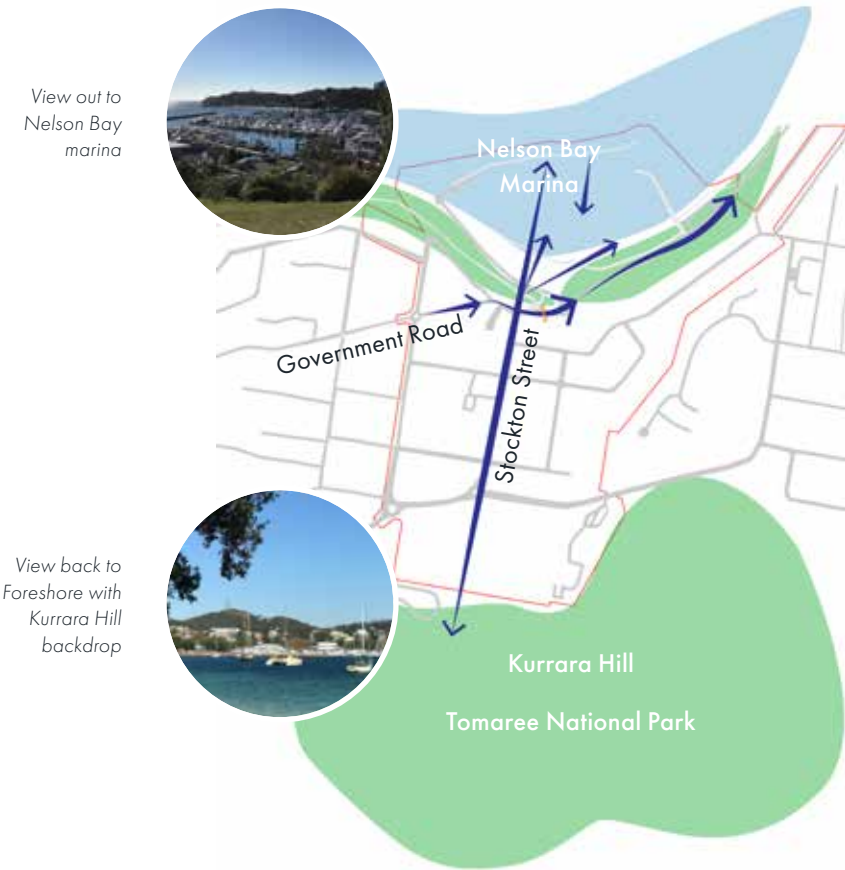 View out to
Nelson Bay
marina
Nelson Bay
Marina
Government Road
Stockton Street
View back to
Foreshore with
Kurrara Hill
backdrop
Kurrara Hill
Tomaree National Park